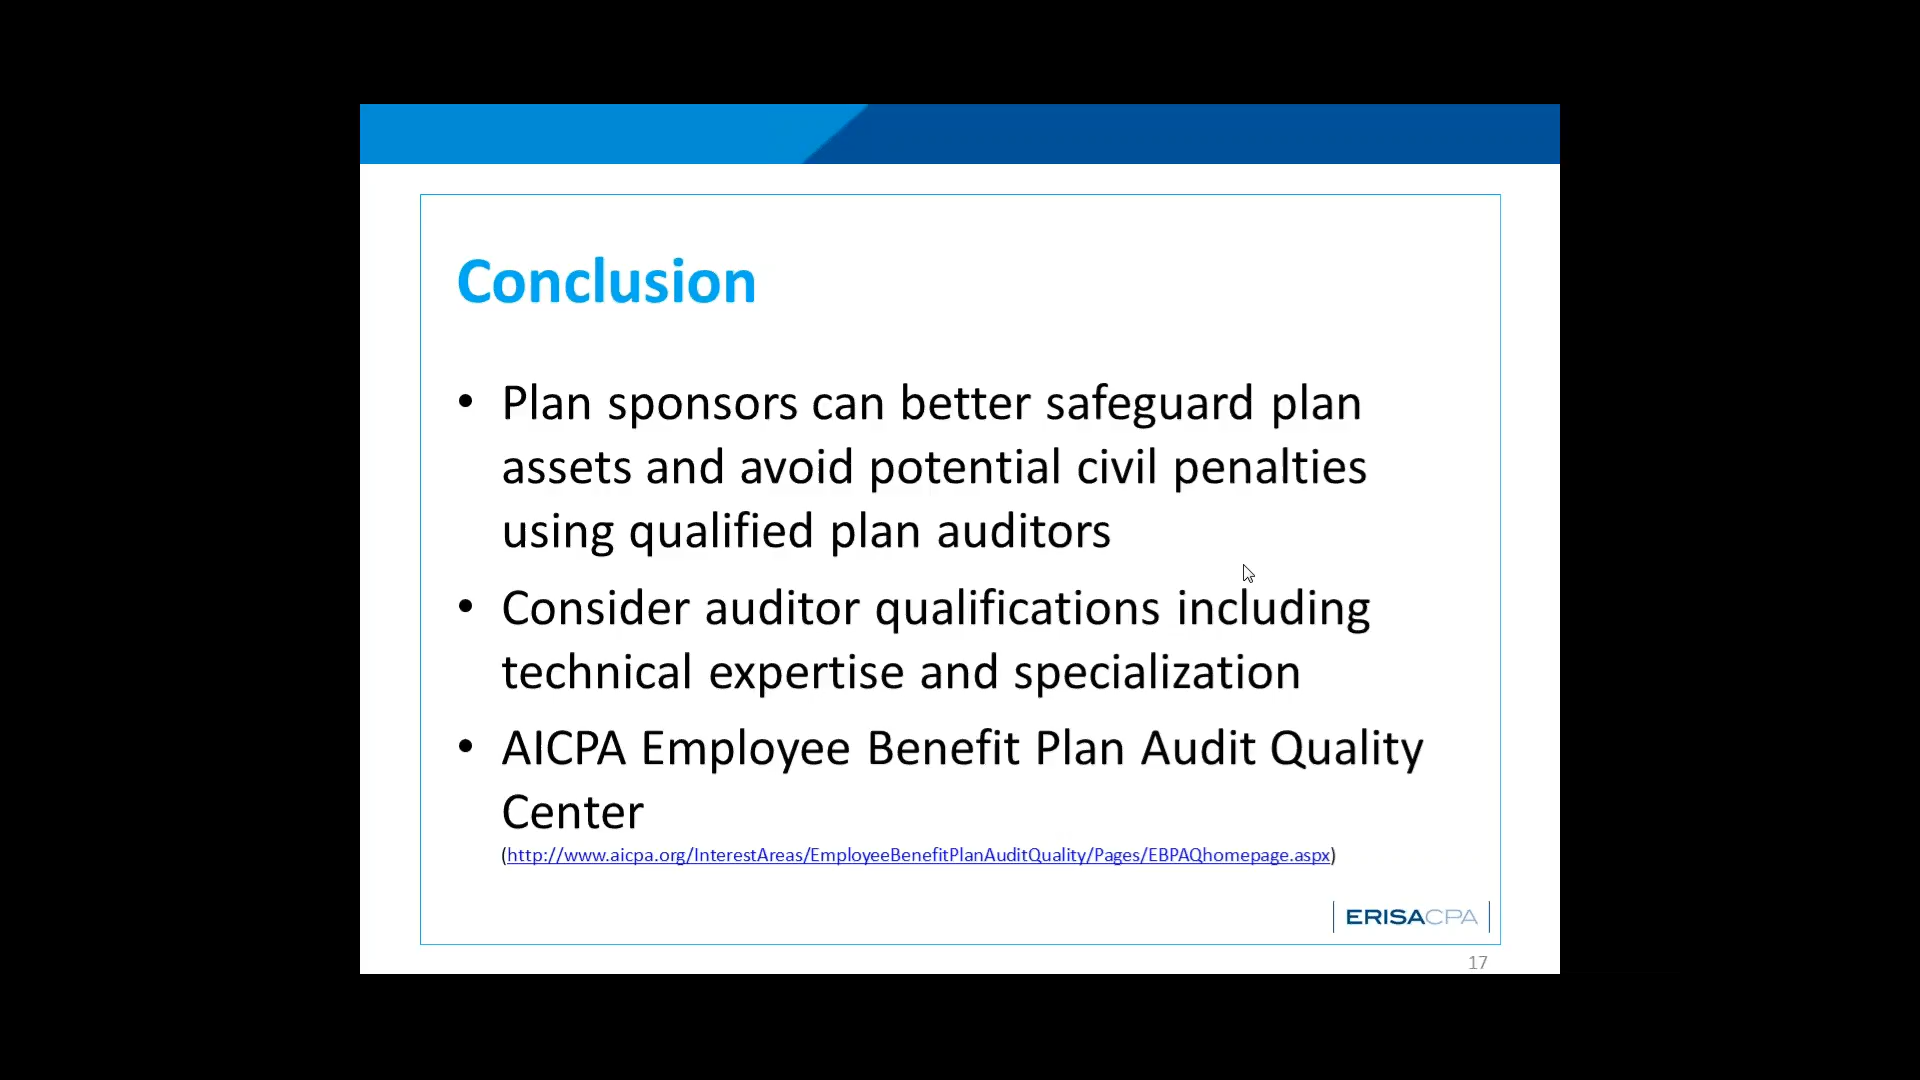 Conclusion
• Plan sponsors can better safeguard plan
assets and avoid potential civil penalties
using qualified plan auditors
• Consider auditor qualifications including
technical expertise and specialization
• AICPA Employee Benefit Plan Audit Quality
Center
(http://www.aicpa.org/InterestAreas/EmployeeBenefitPlanAuditQuality/Pages/EBPAQhomepage.aspx)
ERISACPA
17